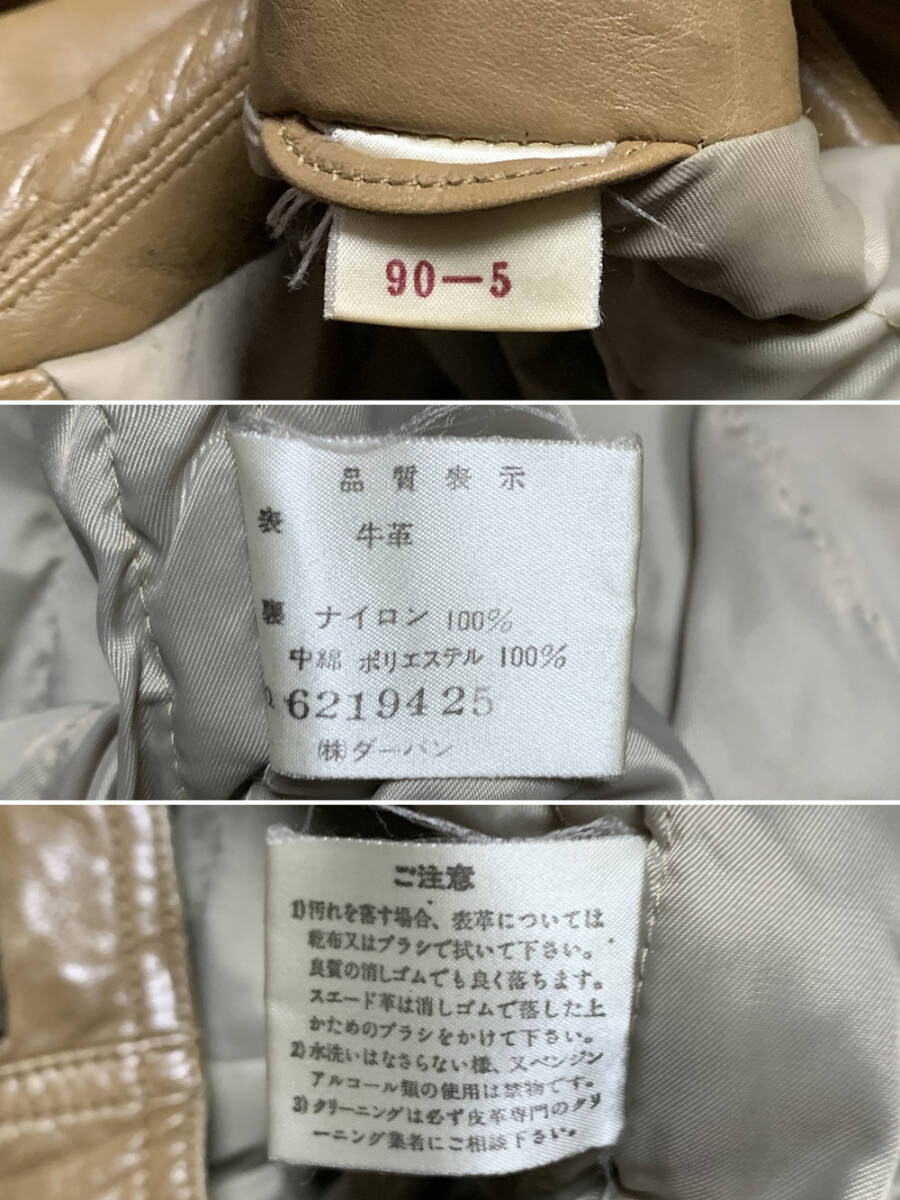 90-5
品質表示
表 牛革
裏 ナイロン 100%
中綿 ポリエステル 100%
6219425
㈱ダーバン
ご注意
1)汚れを落す場合、表革については
乾布又はブラシで拭いて下さい。
良質の消しゴムでも良く落ちます。
スエード革は消しゴムで落した上
かためのブラシをかけて下さい。
2)水洗いはなさらない様、又ベンジン
アルコール類の使用は禁物です。
3)クリーニングは必ず皮革専門のクリ
ーニング業者にご相談下さい。